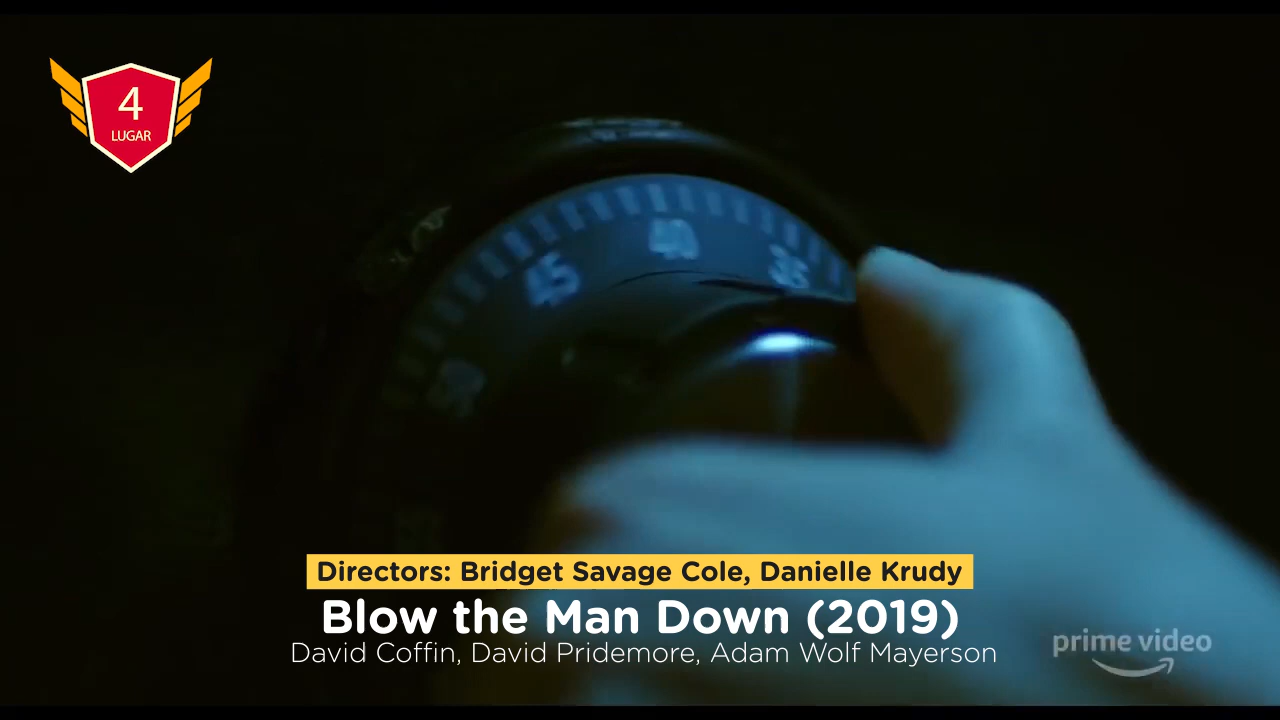 4
LUGAR
40
45
35
50
Directors: Bridget Savage Cole, Danielle Krudy
Blow the Man Down (2019)
David Coffin, David Pridemore, Adam Wolf Mayerson
prime video